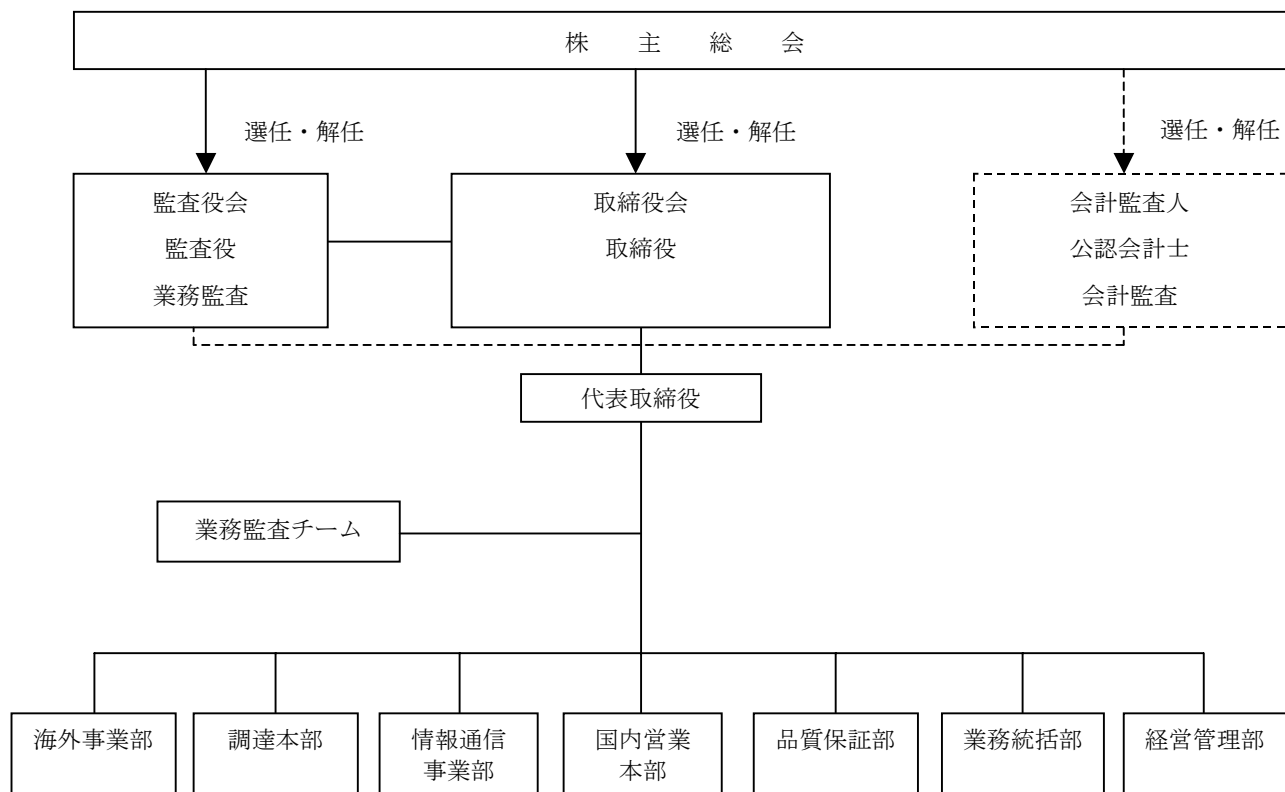 株 主 総 会
選任・解任
選任・解任
選任・解任
監査役会
監査役
業務監査
取締役会
取締役
会計監査人
公認会計士
会計監査
代表取締役
業務監査チーム
海外事業部
調達本部
情報通信
事業部
国内営業
本部
品質保証部
業務統括部
経営管理部